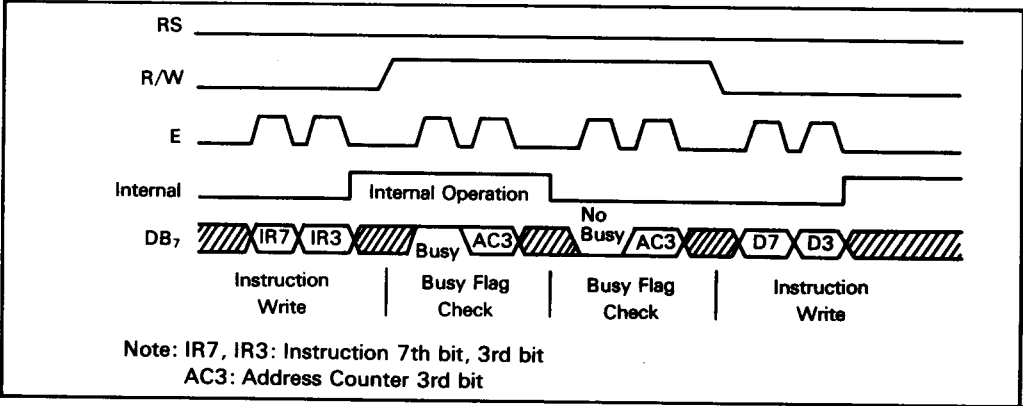 RS
R/W
E
Internal
Internal Operation
DB7
IR7 IR3 Busy AC3 No Busy AC3 D7 D3
Instruction Write
Busy Flag Check
Busy Flag Check
Instruction Write
Note: IR7, IR3: Instruction 7th bit, 3rd bit
AC3: Address Counter 3rd bit